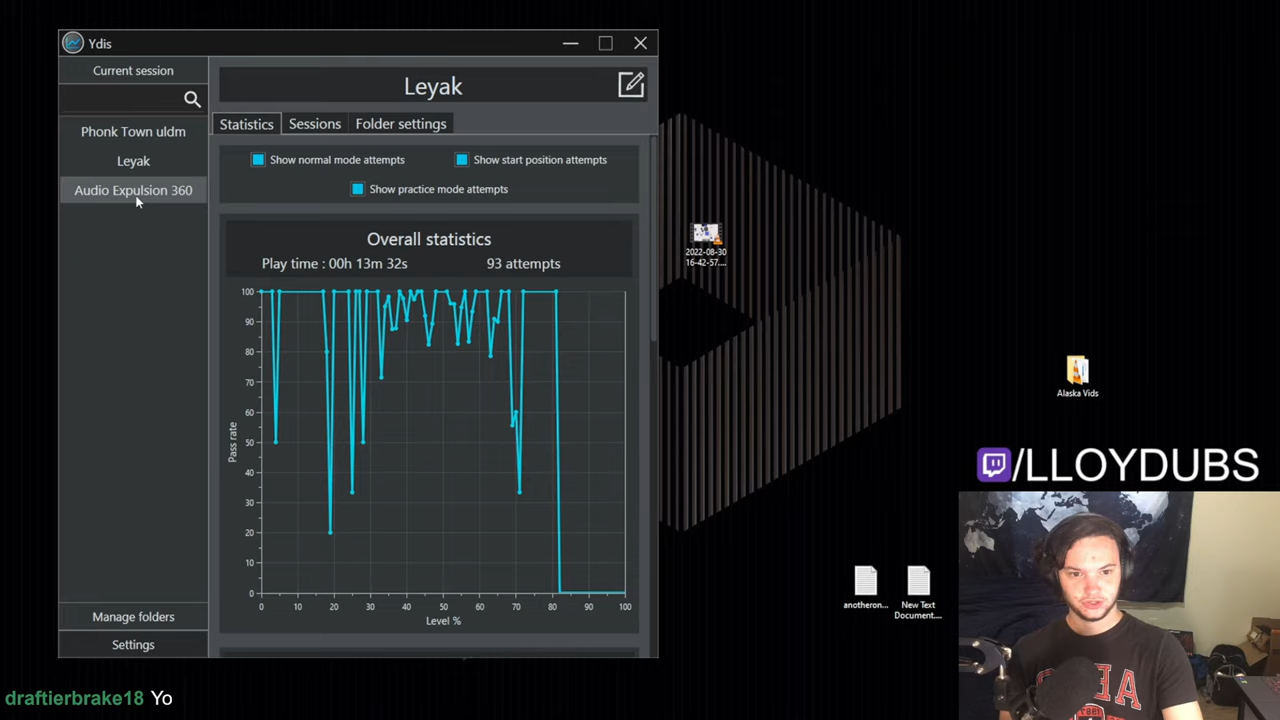 Ydis
Current session
Phonk Town uldm
Leyak
Audio Expulsion 360
Manage folders
Settings
Leyak
Statistics
Sessions
Folder settings
Show normal mode attempts
Show start position attempts
Show practice mode attempts
Overall statistics
Play time : 00h 13m 32s
93 attempts
100
90
80
70
60
50
40
30
20
10
0
Pass rate
0 10 20 30 40 50 60 70 80 90 100
Level %
2022-08-30
16-42-57....
Alaska Vids
/LLOYDUBS
anotheron...
New Text
Document....
draftierbrake18 Yo